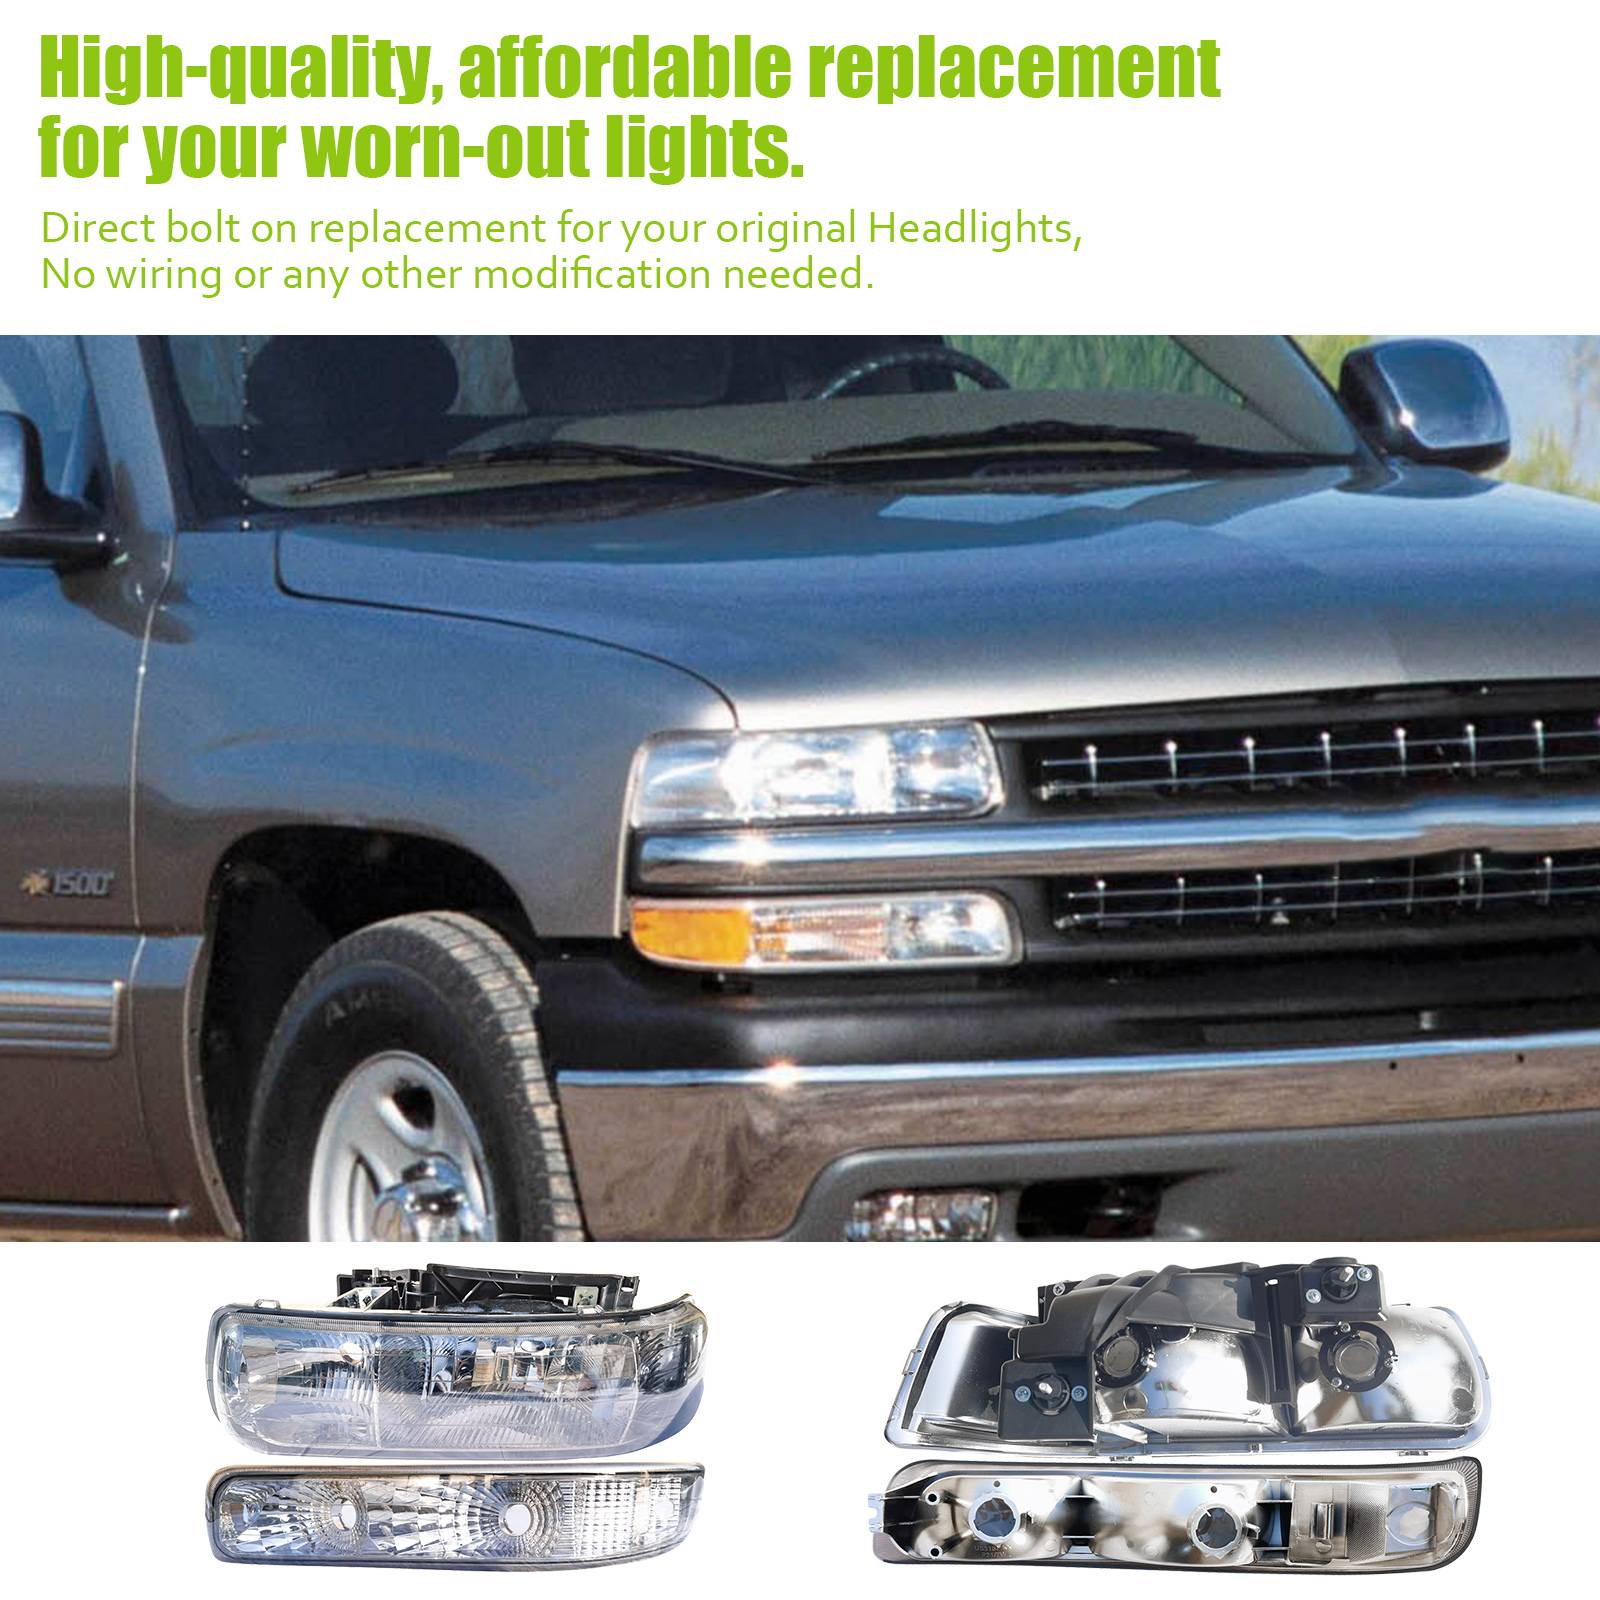 High-quality, affordable replacement
for your worn-out lights.
Direct bolt on replacement for your original Headlights,
No wiring or any other modification needed.
1500